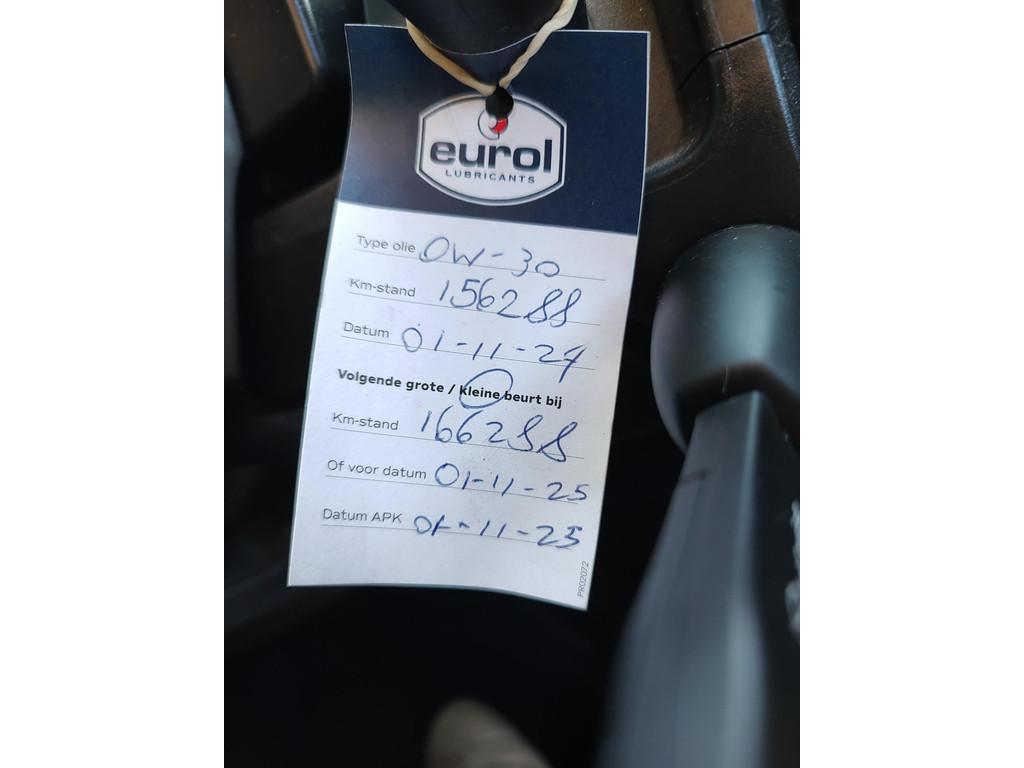 eurol
LUBRICANTS
Type olie 0W-30
Km-stand 156288
Datum 01-11-24
Volgende grote / kleine beurt bij
Km-stand 166288
Of voor datum 01-11-25
Datum APK 01-11-25
PR02072